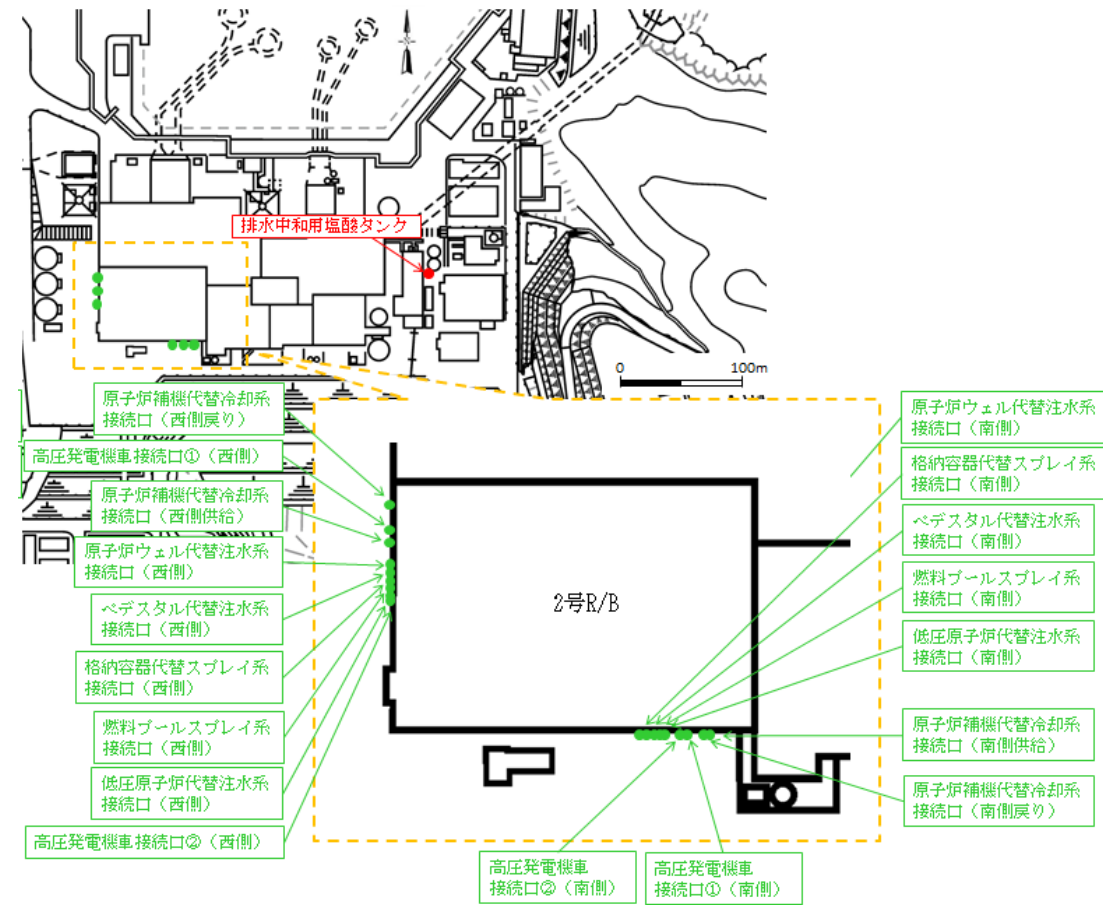 排水中和用塩酸タンク
0 100m
原子炉補機代替冷却系
接続口（西側戻り）
高圧発電機車接続口①（西側）
原子炉補機代替冷却系
接続口（西側供給）
原子炉ウェル代替注水系
接続口（西側）
ペデスタル代替注水系
接続口（西側）
格納容器代替スプレイ系
接続口（西側）
燃料プールスプレイ系
接続口（西側）
低圧原子炉代替注水系
接続口（西側）
高圧発電機車接続口②（西側）
2号R/B
原子炉ウェル代替注水系
接続口（南側）
格納容器代替スプレイ系
接続口（南側）
ペデスタル代替注水系
接続口（南側）
燃料プールスプレイ系
接続口（南側）
低圧原子炉代替注水系
接続口（南側）
原子炉補機代替冷却系
接続口（南側供給）
原子炉補機代替冷却系
接続口（南側戻り）
高圧発電機車
接続口②（南側）
高圧発電機車
接続口①（南側）